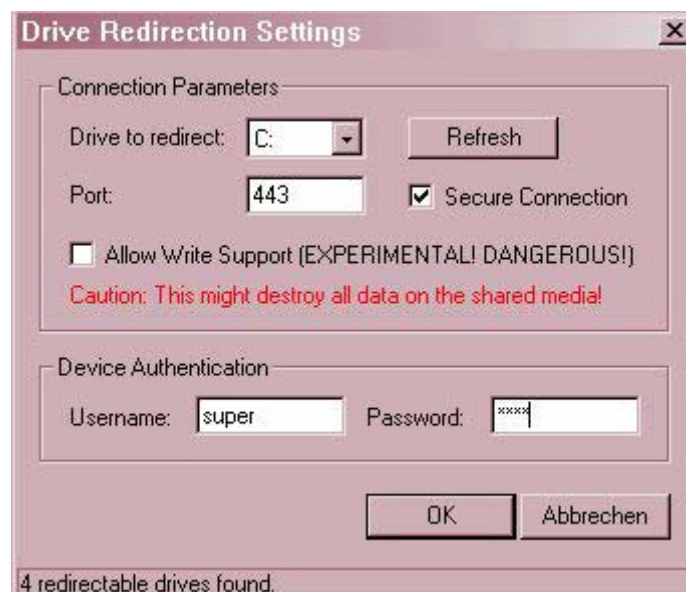 Drive Redirection Settings
Connection Parameters
Drive to redirect: C: Refresh
Port: 443 Secure Connection
Allow Write Support (EXPERIMENTAL! DANGEROUS!)
Caution: This might destroy all data on the shared media!
Device Authentication
Username: super Password: ****
OK Abbrechen
4 redirectable drives found.